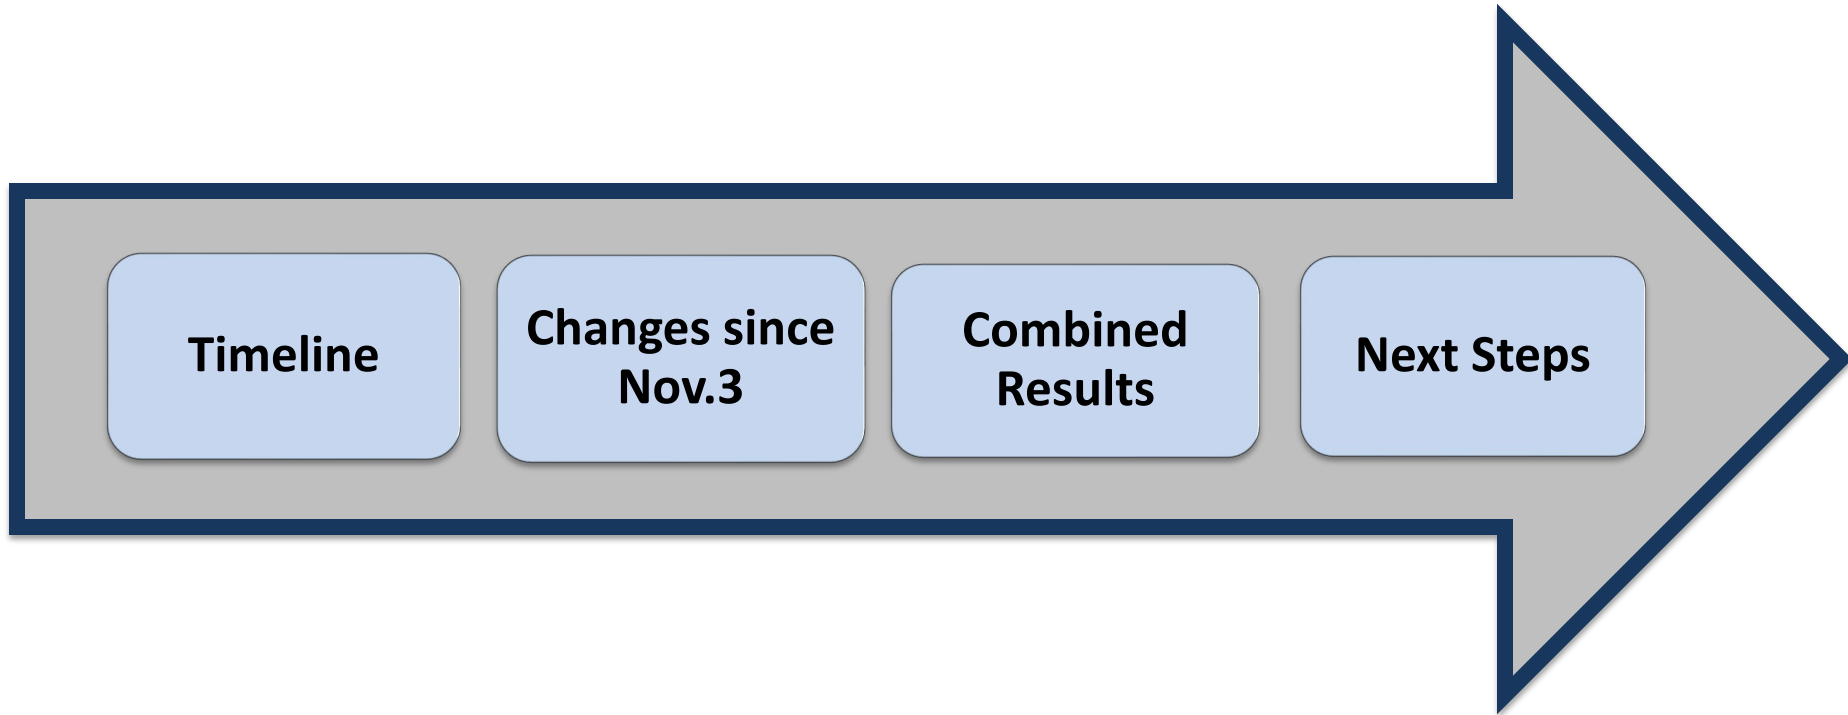 Timeline
Changes since
Nov.3
Combined
Results
Next Steps